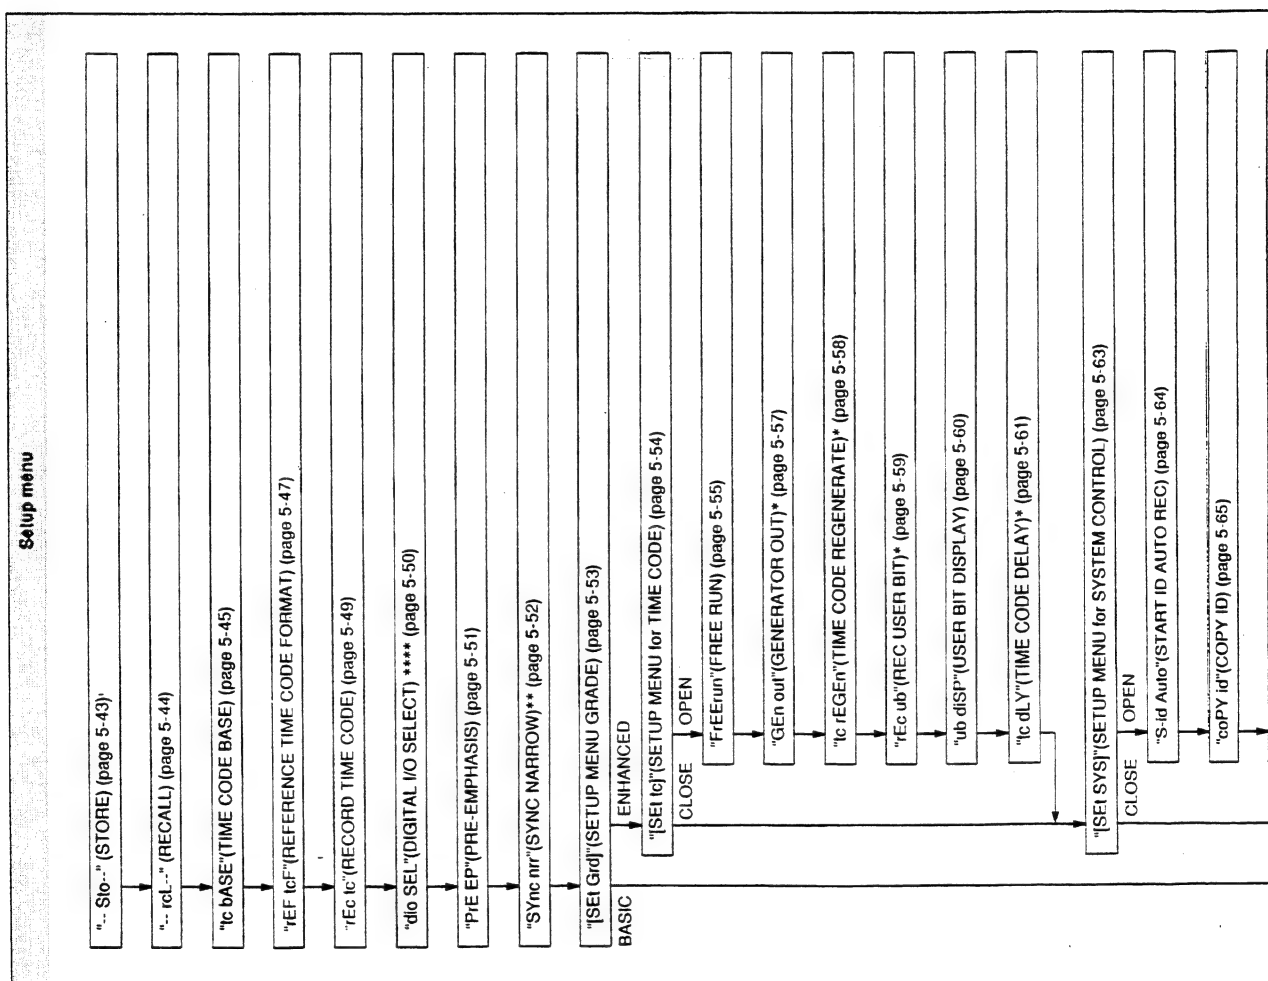 Setup menu
"-- Sto--" (STORE) (page 5-43)'
"-- rcL--" (RECALL) (page 5-44)
"tc bASE"(TIME CODE BASE) (page 5-45)
"rEF tcF"(REFERENCE TIME CODE FORMAT) (page 5-47)
"rEc tc"(RECORD TIME CODE) (page 5-49)
"dio SEL"(DIGITAL I/O SELECT) **** (page 5-50)
"PrE EP"(PRE-EMPHASIS) (page 5-51)
"SYnc nrr"(SYNC NARROW)** (page 5-52)
"[SEt Grd]"(SETUP MENU GRADE) (page 5-53)
BASIC ENHANCED
"[SEt tc]"(SETUP MENU for TIME CODE) (page 5-54)
CLOSE OPEN
"FrEErun"(FREE RUN) (page 5-55)
"GEn out"(GENERATOR OUT)* (page 5-57)
"tc rEGEn"(TIME CODE REGENERATE)* (page 5-58)
"rEc ub"(REC USER BIT)* (page 5-59)
"ub diSP"(USER BIT DISPLAY) (page 5-60)
"tc dLY"(TIME CODE DELAY)* (page 5-61)
"[SEt SYS]"(SETUP MENU for SYSTEM CONTROL) (page 5-63)
CLOSE OPEN
"S-id Auto"(START ID AUTO REC) (page 5-64)
"coPY id"(COPY ID) (page 5-65)